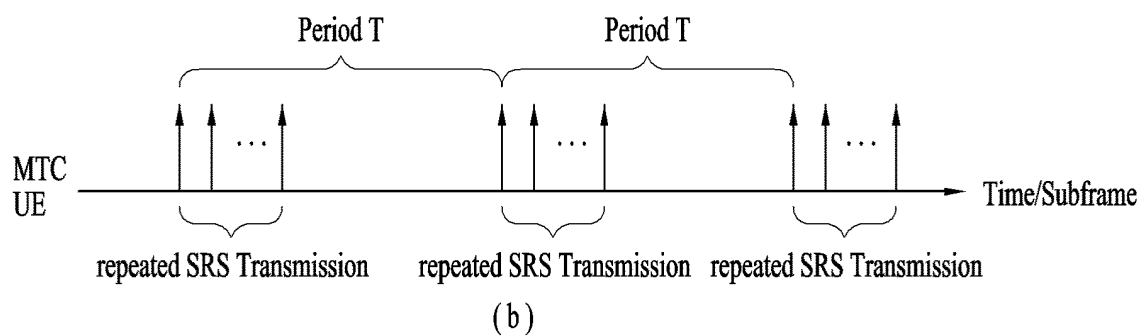 Period T
Period T
...
...
...
MTC
UE
Time/Subframe
repeated SRS Transmission
repeated SRS Transmission
repeated SRS Transmission
(b)